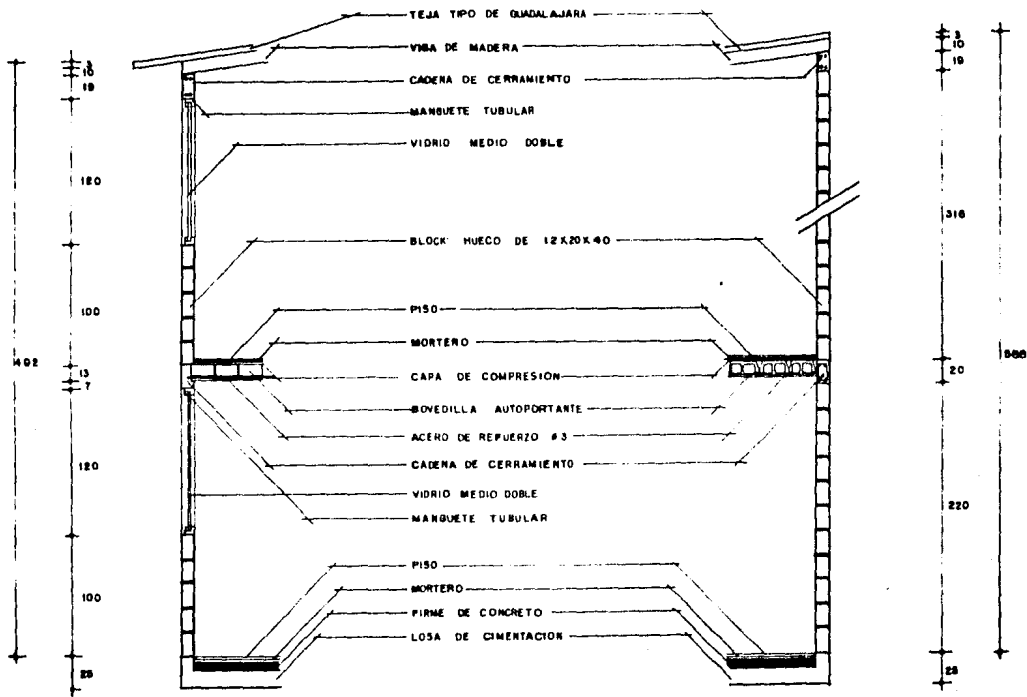 TEJA TIPO DE GUADALAJARA
VIGA DE MADERA
CADENA DE CERRAMIENTO
MANGUETE TUBULAR
VIDRIO MEDIO DOBLE
BLOCK HUECO DE 12X20X40
PISO
MORTERO
CAPA DE COMPRESION
BOVEDILLA AUTOPORTANTE
ACERO DE REFUERZO #3
CADENA DE CERRAMIENTO
VIDRIO MEDIO DOBLE
MANGUETE TUBULAR
PISO
MORTERO
FIRME DE CONCRETO
LOSA DE CIMENTACION
3
10
19
120
100
13
7
120
100
25
3
10
19
316
20
220
25